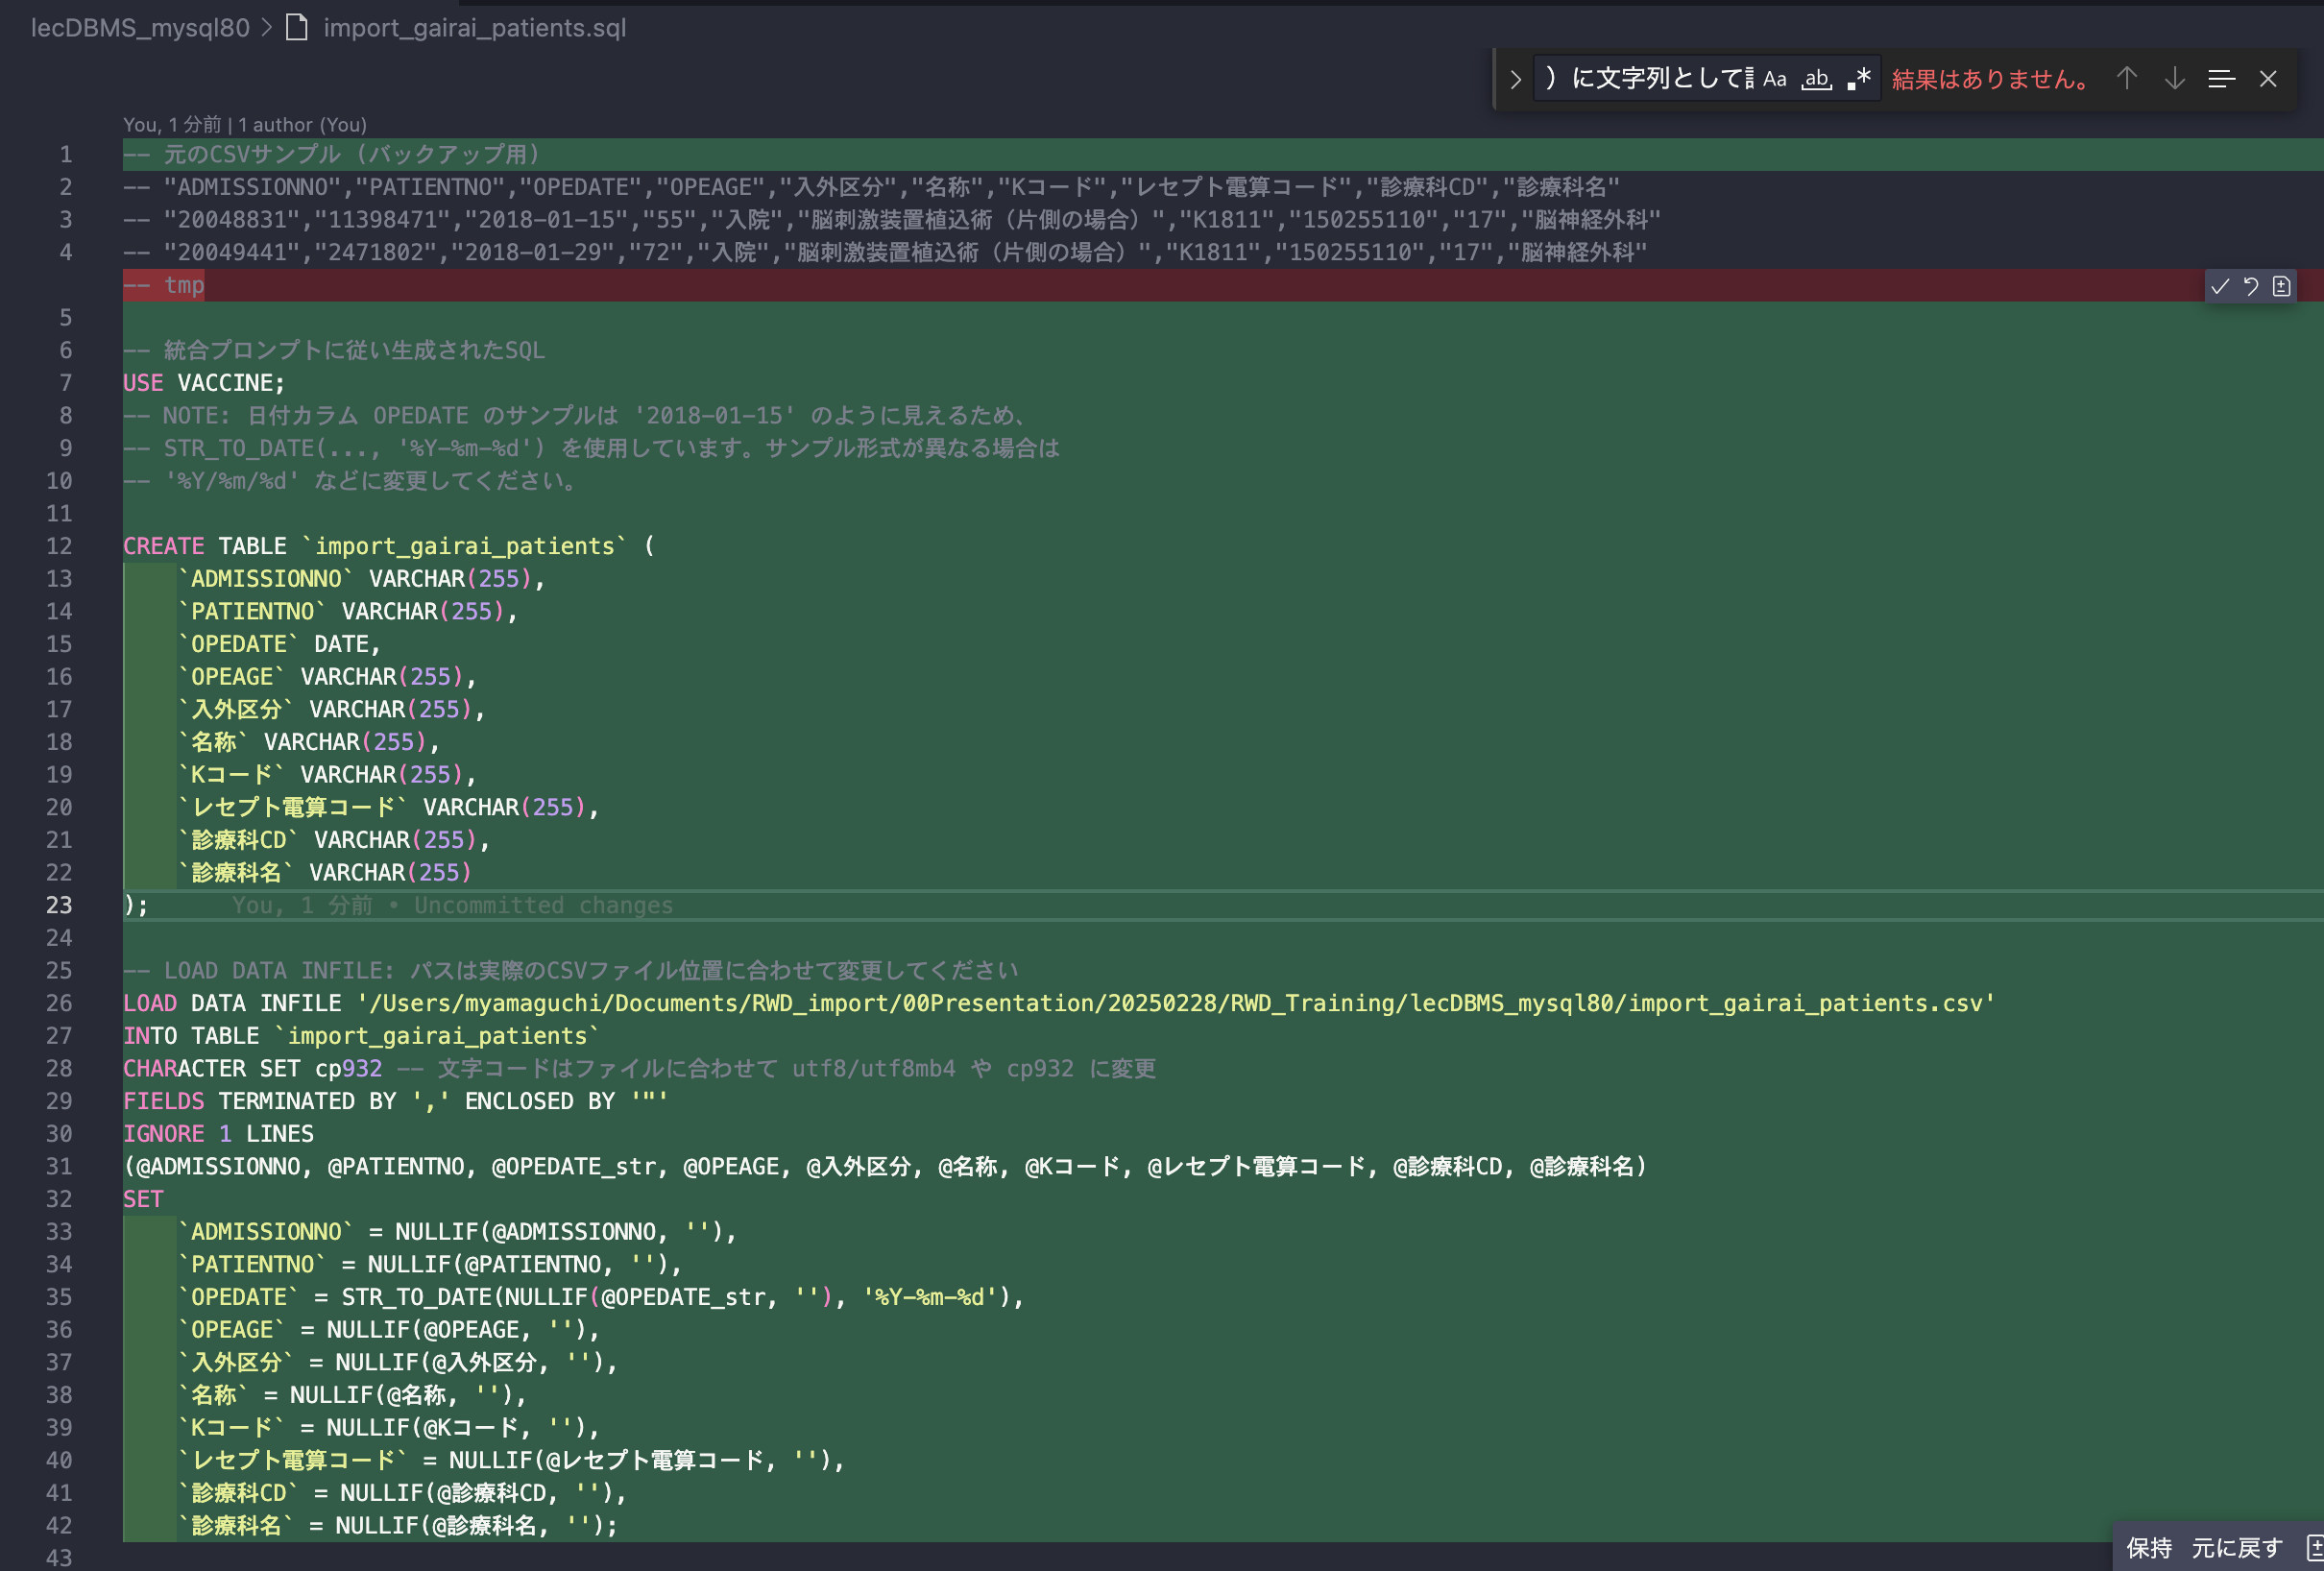 lecDBMS_mysql80 > import_gairai_patients.sql
）に文字列として Aa ab .* 結果はありません。
You, 1 分前 | 1 author (You)
1 -- 元のCSVサンプル (バックアップ用)
2 -- "ADMISSIONNO","PATIENTNO","OPEDATE","OPEAGE","入外区分","名称","Kコード","レセプト電算コード","診療科CD","診療科名"
3 -- "20048831","11398471","2018-01-15","55","入院","脳刺激装置植込術（片側の場合）","K1811","150255110","17","脳神経外科"
4 -- "20049441","2471802","2018-01-29","72","入院","脳刺激装置植込術（片側の場合）","K1811","150255110","17","脳神経外科"
-- tmp
5
6 -- 統合プロンプトに従い生成されたSQL
7 USE VACCINE;
8 -- NOTE: 日付カラム OPEDATE のサンプルは '2018-01-15' のように見えるため、
9 -- STR_TO_DATE(..., '%Y-%m-%d') を使用しています。サンプル形式が異なる場合は
10 -- '%Y/%m/%d' などに変更してください。
11
12 CREATE TABLE `import_gairai_patients` (
13 `ADMISSIONNO` VARCHAR(255),
14 `PATIENTNO` VARCHAR(255),
15 `OPEDATE` DATE,
16 `OPEAGE` VARCHAR(255),
17 `入外区分` VARCHAR(255),
18 `名称` VARCHAR(255),
19 `Kコード` VARCHAR(255),
20 `レセプト電算コード` VARCHAR(255),
21 `診療科CD` VARCHAR(255),
22 `診療科名` VARCHAR(255)
23 ); You, 1 分前 • Uncommitted changes
24
25 -- LOAD DATA INFILE: パスは実際のCSVファイル位置に合わせて変更してください
26 LOAD DATA INFILE '/Users/myamaguchi/Documents/RWD_import/00Presentation/20250228/RWD_Training/lecDBMS_mysql80/import_gairai_patients.csv'
27 INTO TABLE `import_gairai_patients`
28 CHARACTER SET cp932 -- 文字コードはファイルに合わせて utf8/utf8mb4 や cp932 に変更
29 FIELDS TERMINATED BY ',' ENCLOSED BY '"'
30 IGNORE 1 LINES
31 (@ADMISSIONNO, @PATIENTNO, @OPEDATE_str, @OPEAGE, @入外区分, @名称, @Kコード, @レセプト電算コード, @診療科CD, @診療科名)
32 SET
33 `ADMISSIONNO` = NULLIF(@ADMISSIONNO, ''),
34 `PATIENTNO` = NULLIF(@PATIENTNO, ''),
35 `OPEDATE` = STR_TO_DATE(NULLIF(@OPEDATE_str, ''), '%Y-%m-%d'),
36 `OPEAGE` = NULLIF(@OPEAGE, ''),
37 `入外区分` = NULLIF(@入外区分, ''),
38 `名称` = NULLIF(@名称, ''),
39 `Kコード` = NULLIF(@Kコード, ''),
40 `レセプト電算コード` = NULLIF(@レセプト電算コード, ''),
41 `診療科CD` = NULLIF(@診療科CD, ''),
42 `診療科名` = NULLIF(@診療科名, '');
43
保持 元に戻す